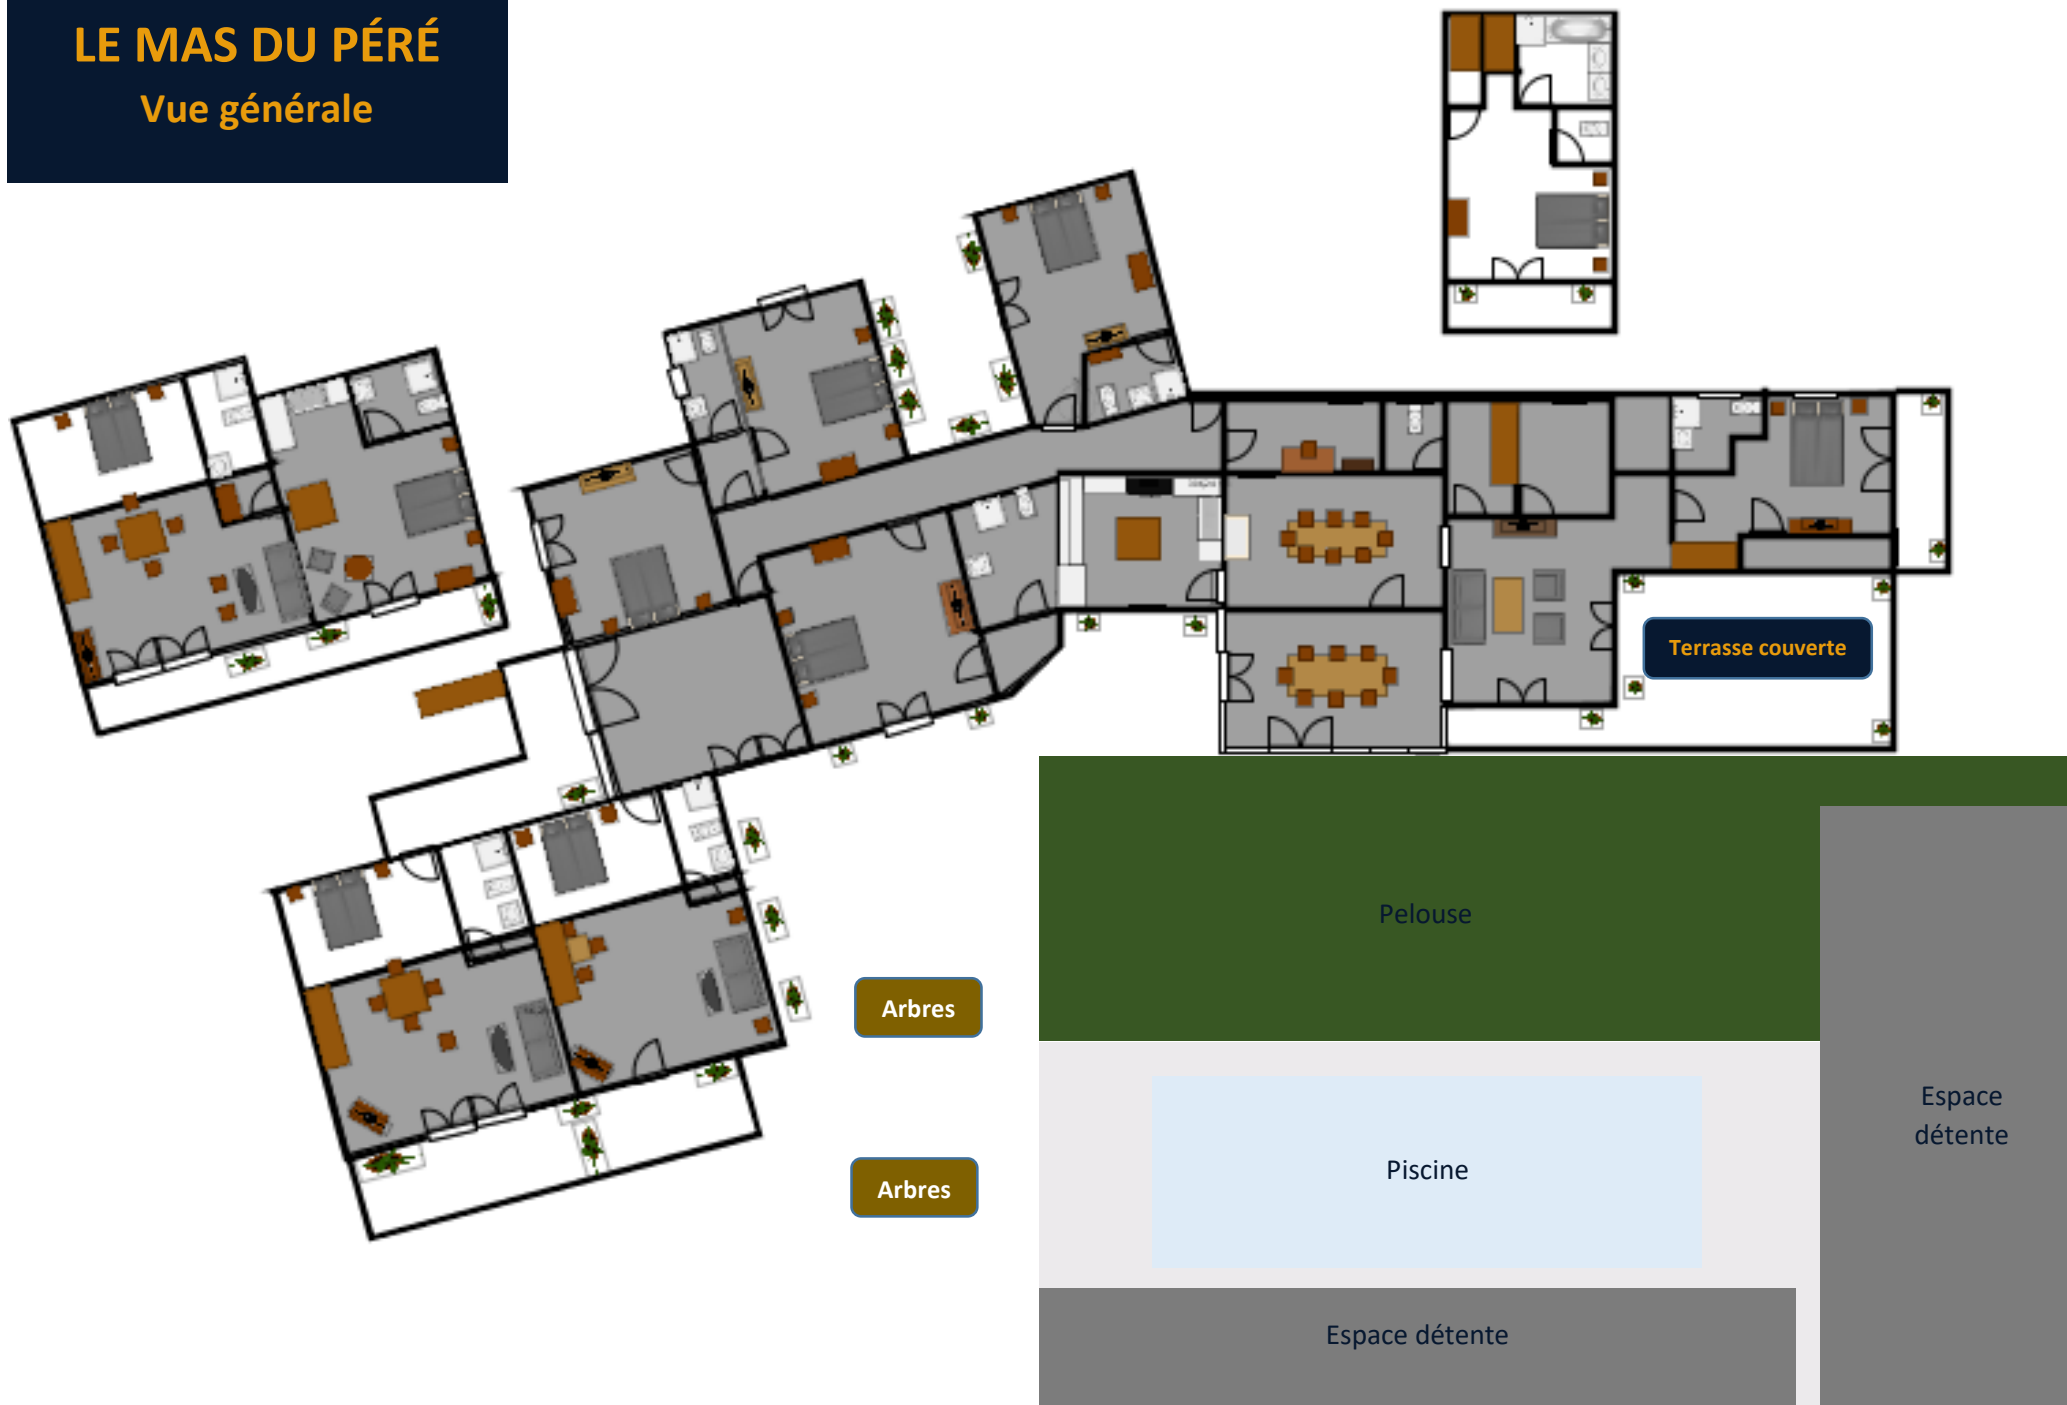 LE MAS DU PÉRÉ
Vue générale
Terrasse couverte
Pelouse
Arbres
Espace
détente
Piscine
Arbres
Espace détente